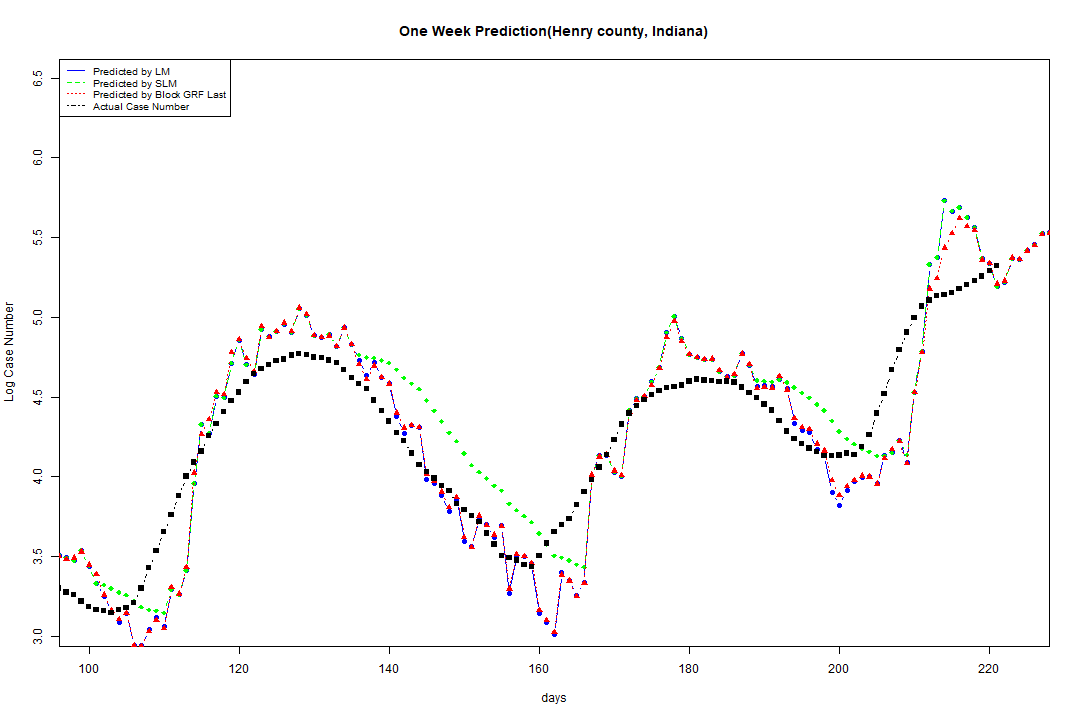 One Week Prediction(Henry county, Indiana)
Predicted by LM
Predicted by SLM
Predicted by Block GRF Last
Actual Case Number
Log Case Number
6.5
6.0
5.5
5.0
4.5
4.0
3.5
3.0
100 120 140 160 180 200 220
days